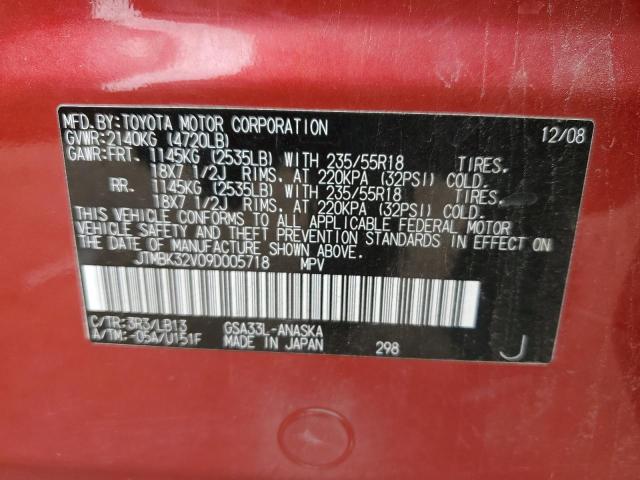 MFD.BY:TOYOTA MOTOR CORPORATION 12/08
GVWR:2140KG (4720LB)
GAWR:FRT. 1145KG (2535LB) WITH 235/55R18 TIRES.
18X7 1/2J RIMS. AT 220KPA (32PSI) COLD.
RR. 1145KG (2535LB) WITH 235/55R18 TIRES.
18X7 1/2J RIMS. AT 220KPA (32PSI) COLD.
THIS VEHICLE CONFORMS TO ALL APPLICABLE FEDERAL MOTOR
VEHICLE SAFETY AND THEFT PREVENTION STANDARDS IN EFFECT ON
THE DATE OF MANUFACTURE SHOWN ABOVE.
JTMBK32V09D005718 MPV
C/TR:3R3/LB13 GSA33L-ANASKA
A/TM:-05A/U151F MADE IN JAPAN 298 J